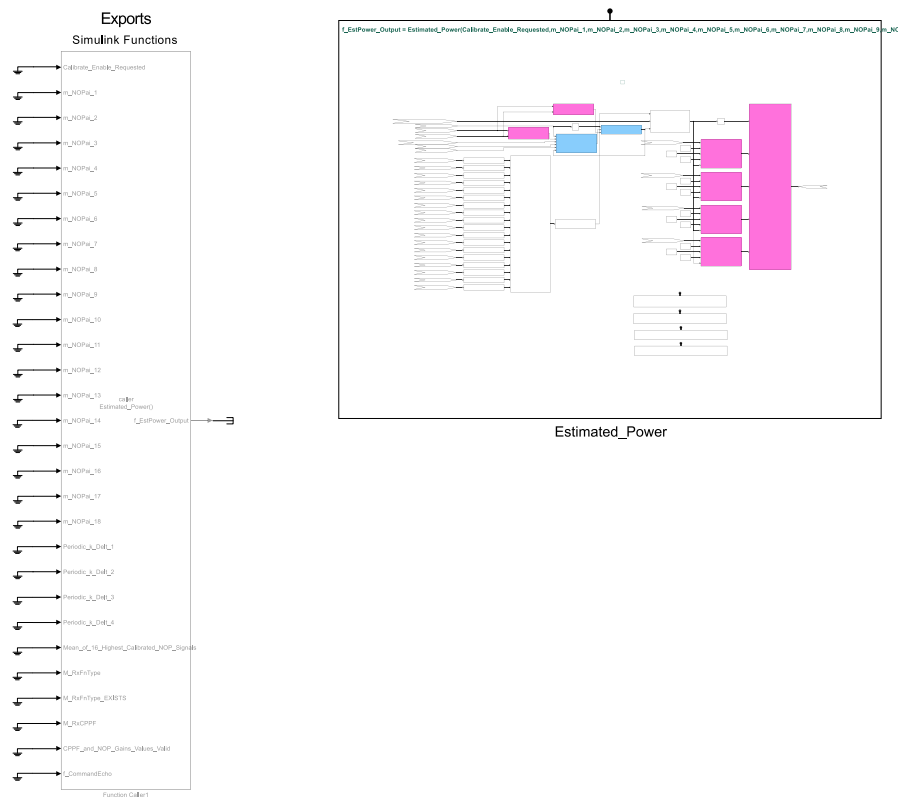 Exports
Simulink Functions
Calibrate_Enable_Requested
m_NOPai_1
m_NOPai_2
m_NOPai_3
m_NOPai_4
m_NOPai_5
m_NOPai_6
m_NOPai_7
m_NOPai_8
m_NOPai_9
m_NOPai_10
m_NOPai_11
m_NOPai_12
m_NOPai_13
caller
Estimated_Power()
m_NOPai_14 f_EstPower_Output
m_NOPai_15
m_NOPai_16
m_NOPai_17
m_NOPai_18
Periodic_k_Delt_1
Periodic_k_Delt_2
Periodic_k_Delt_3
Periodic_k_Delt_4
Mean_of_16_Highest_Calibrated_NOP_Signals
M_RxFnType
M_RxFnType_EXISTS
M_RxCPPF
CPPF_and_NOP_Gains_Values_Valid
f_CommandEcho
Function Caller1
f_EstPower_Output = Estimated_Power(Calibrate_Enable_Requested,m_NOPai_1,m_NOPai_2,m_NOPai_3,m_NOPai_4,m_NOPai_5,m_NOPai_6,m_NOPai_7,m_NOPai_8,m_NOPai_9,m_NO
Estimated_Power